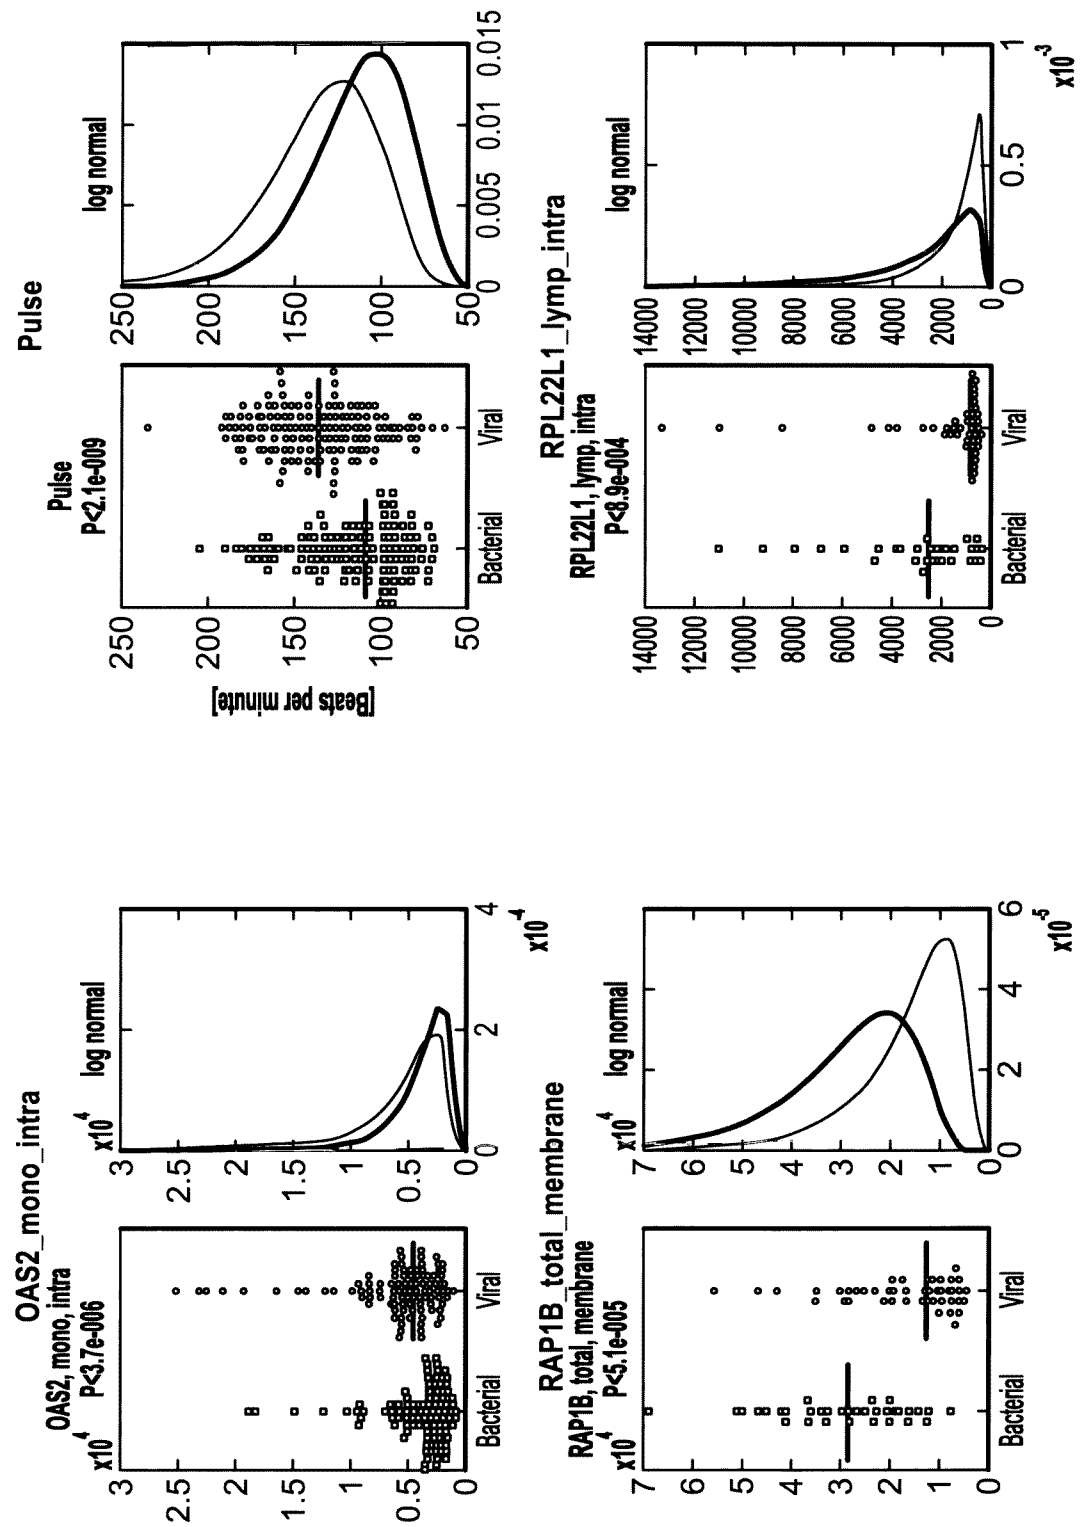 OAS2_mono_intra
OAS2, mono, intra
P<3.7e-006
x10^4
3
2.5
2
1.5
1
0.5
0
Bacterial
Viral
log normal
x10^4
3
2.5
2
1.5
1
0.5
0
0
2
4
x10^-4
Pulse
Pulse
P<2.1e-009
[Beats per minute]
250
200
150
100
50
Bacterial
Viral
log normal
250
200
150
100
50
0
0.005
0.01
0.015
RAP1B_total_membrane
RAP1B, total, membrane
P<5.1e-005
x10^4
7
6
5
4
3
2
1
0
Bacterial
Viral
log normal
x10^4
7
6
5
4
3
2
1
0
0
2
4
6
x10^-5
RPL22L1_lymp_intra
RPL22L1, lymp, intra
P<8.9e-004
14000
12000
10000
8000
6000
4000
2000
0
Bacterial
Viral
log normal
14000
12000
10000
8000
6000
4000
2000
0
0
0.5
1
x10^-3